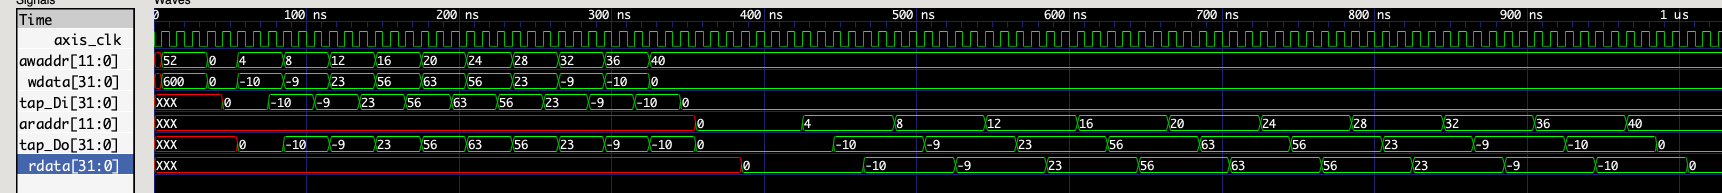 Signals Waves
Time 0 100 ns 200 ns 300 ns 400 ns 500 ns 600 ns 700 ns 800 ns 900 ns 1 us
axis_clk
awaddr[11:0] 52 0 4 8 12 16 20 24 28 32 36 40
wdata[31:0] 600 0 -10 -9 23 56 63 56 23 -9 -10 0
tap_Di[31:0] XXX 0 -10 -9 23 56 63 56 23 -9 -10 0
araddr[11:0] XXX 0 4 8 12 16 20 24 28 32 36 40
tap_Do[31:0] XXX 0 -10 -9 23 56 63 56 23 -9 -10 0 -10 -9 23 56 63 56 23 -9 -10 0
rdata[31:0] XXX 0 -10 -9 23 56 63 56 23 -9 -10 0